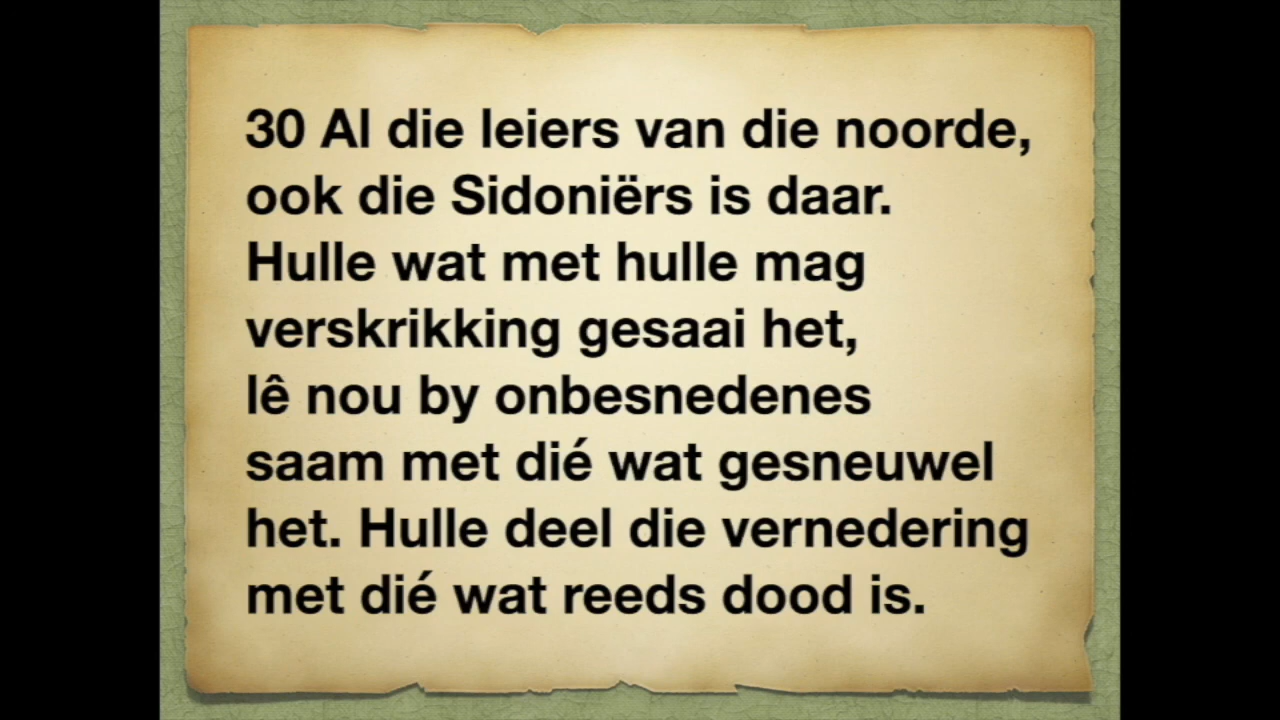 30 Al die leiers van die noorde,
ook die Sidoniërs is daar.
Hulle wat met hulle mag
verskrikking gesaai het,
lê nou by onbesnedenes
saam met dié wat gesneuwel
het. Hulle deel die vernedering
met dié wat reeds dood is.